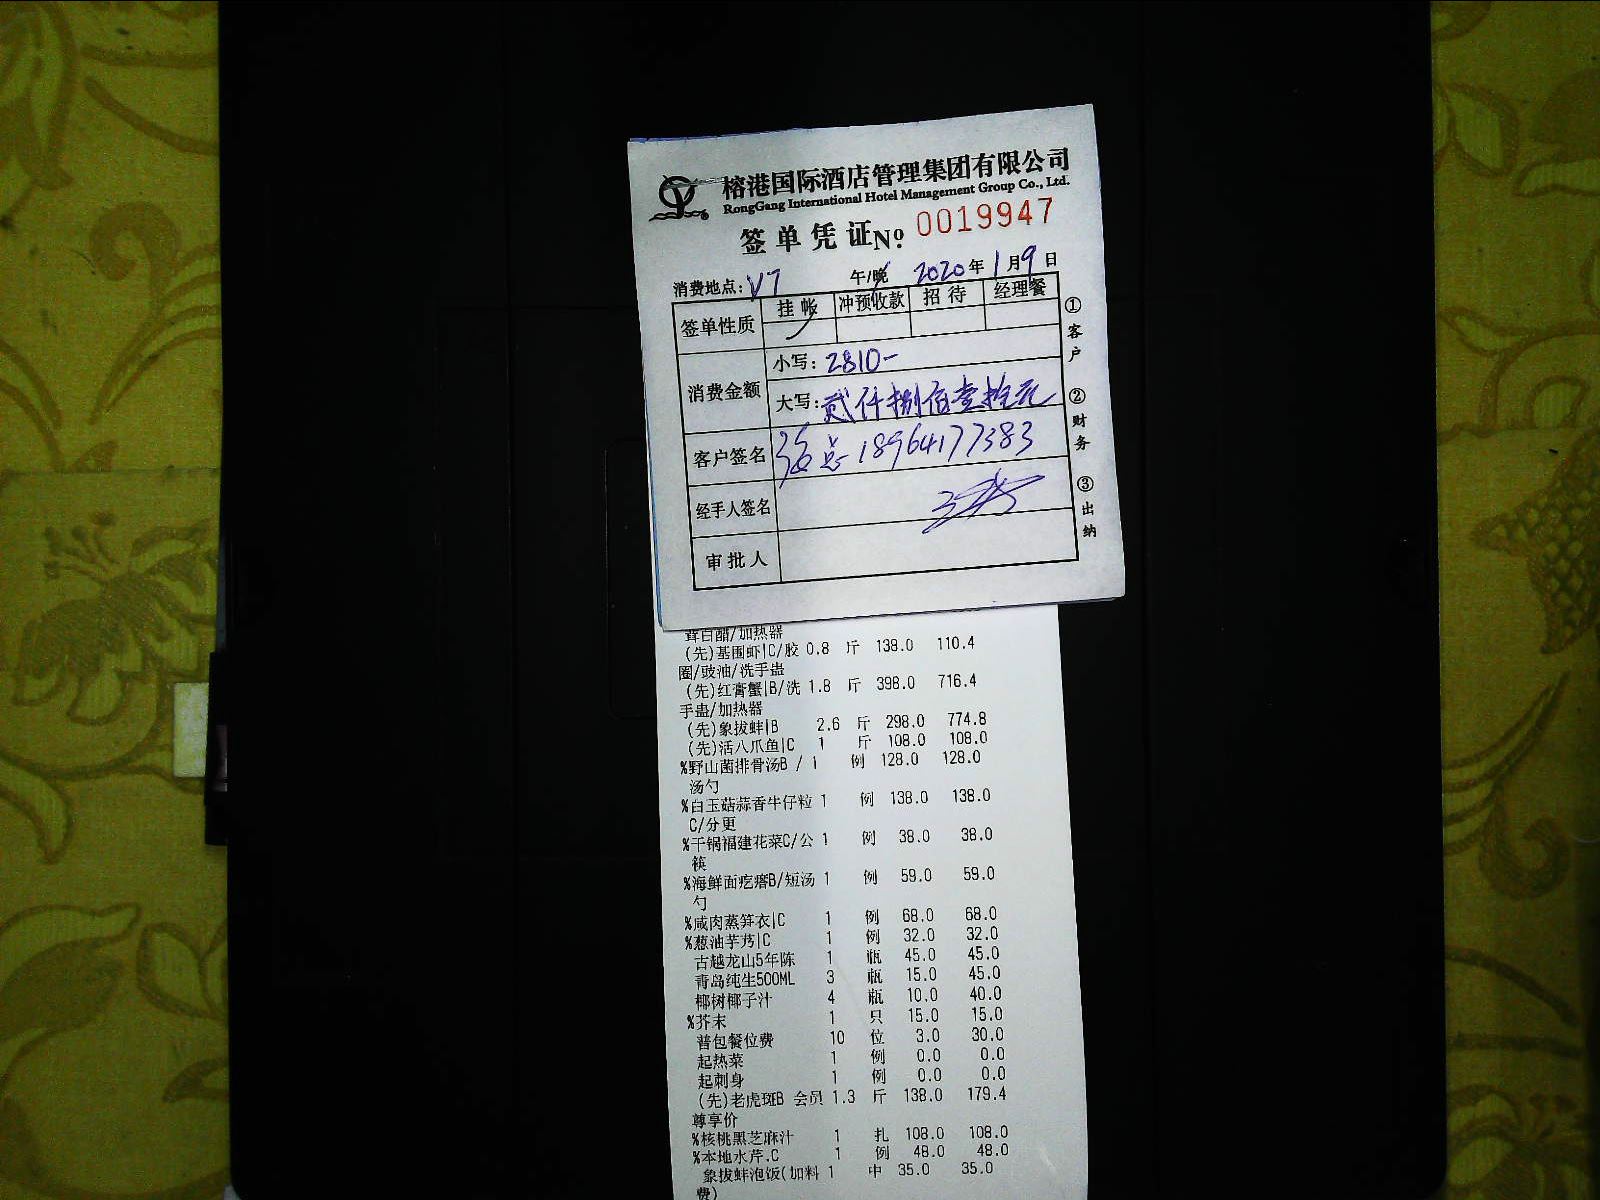 榕港国际酒店管理集团有限公司
RongGang International Hotel Management Group Co., Ltd.
签单凭证 No. 0019947
消费地点: V7 午/晚 2020年1月9日
签单性质 挂帐 冲预收款 招待 经理餐
消费金额 小写: 2810-
大写: 贰仟捌佰壹拾元
客户签名 张总 18964177383
经手人签名
审批人
①客户
②财务
③出纳
茸白醋/加热器
(先)基围虾|C/胶 0.8 斤 138.0 110.4
圈/豉油/洗手盅
(先)红膏蟹|B/洗 1.8 斤 398.0 716.4
手盅/加热器
(先)象拔蚌|B 2.6 斤 298.0 774.8
(先)活八爪鱼|C 1 斤 108.0 108.0
%野山菌排骨汤B / 1 例 128.0 128.0
汤勺
%白玉菇蒜香牛仔粒 1 例 138.0 138.0
C/分更
%干锅福建花菜C/公 1 例 38.0 38.0
筷
%海鲜面疙瘩B/短汤 1 例 59.0 59.0
勺
%咸肉蒸笋衣|C 1 例 68.0 68.0
%葱油芋艿|C 1 例 32.0 32.0
古越龙山5年陈 1 瓶 45.0 45.0
青岛纯生500ML 3 瓶 15.0 45.0
椰树椰子汁 4 瓶 10.0 40.0
%芥末 1 只 15.0 15.0
普包餐位费 10 位 3.0 30.0
起热菜 1 例 0.0 0.0
起刺身 1 例 0.0 0.0
(先)老虎斑B 会员 1.3 斤 138.0 179.4
尊享价
%核桃黑芝麻汁 1 扎 108.0 108.0
%本地水芹.C 1 例 48.0 48.0
象拔蚌泡饭(加料 1 中 35.0 35.0
费)